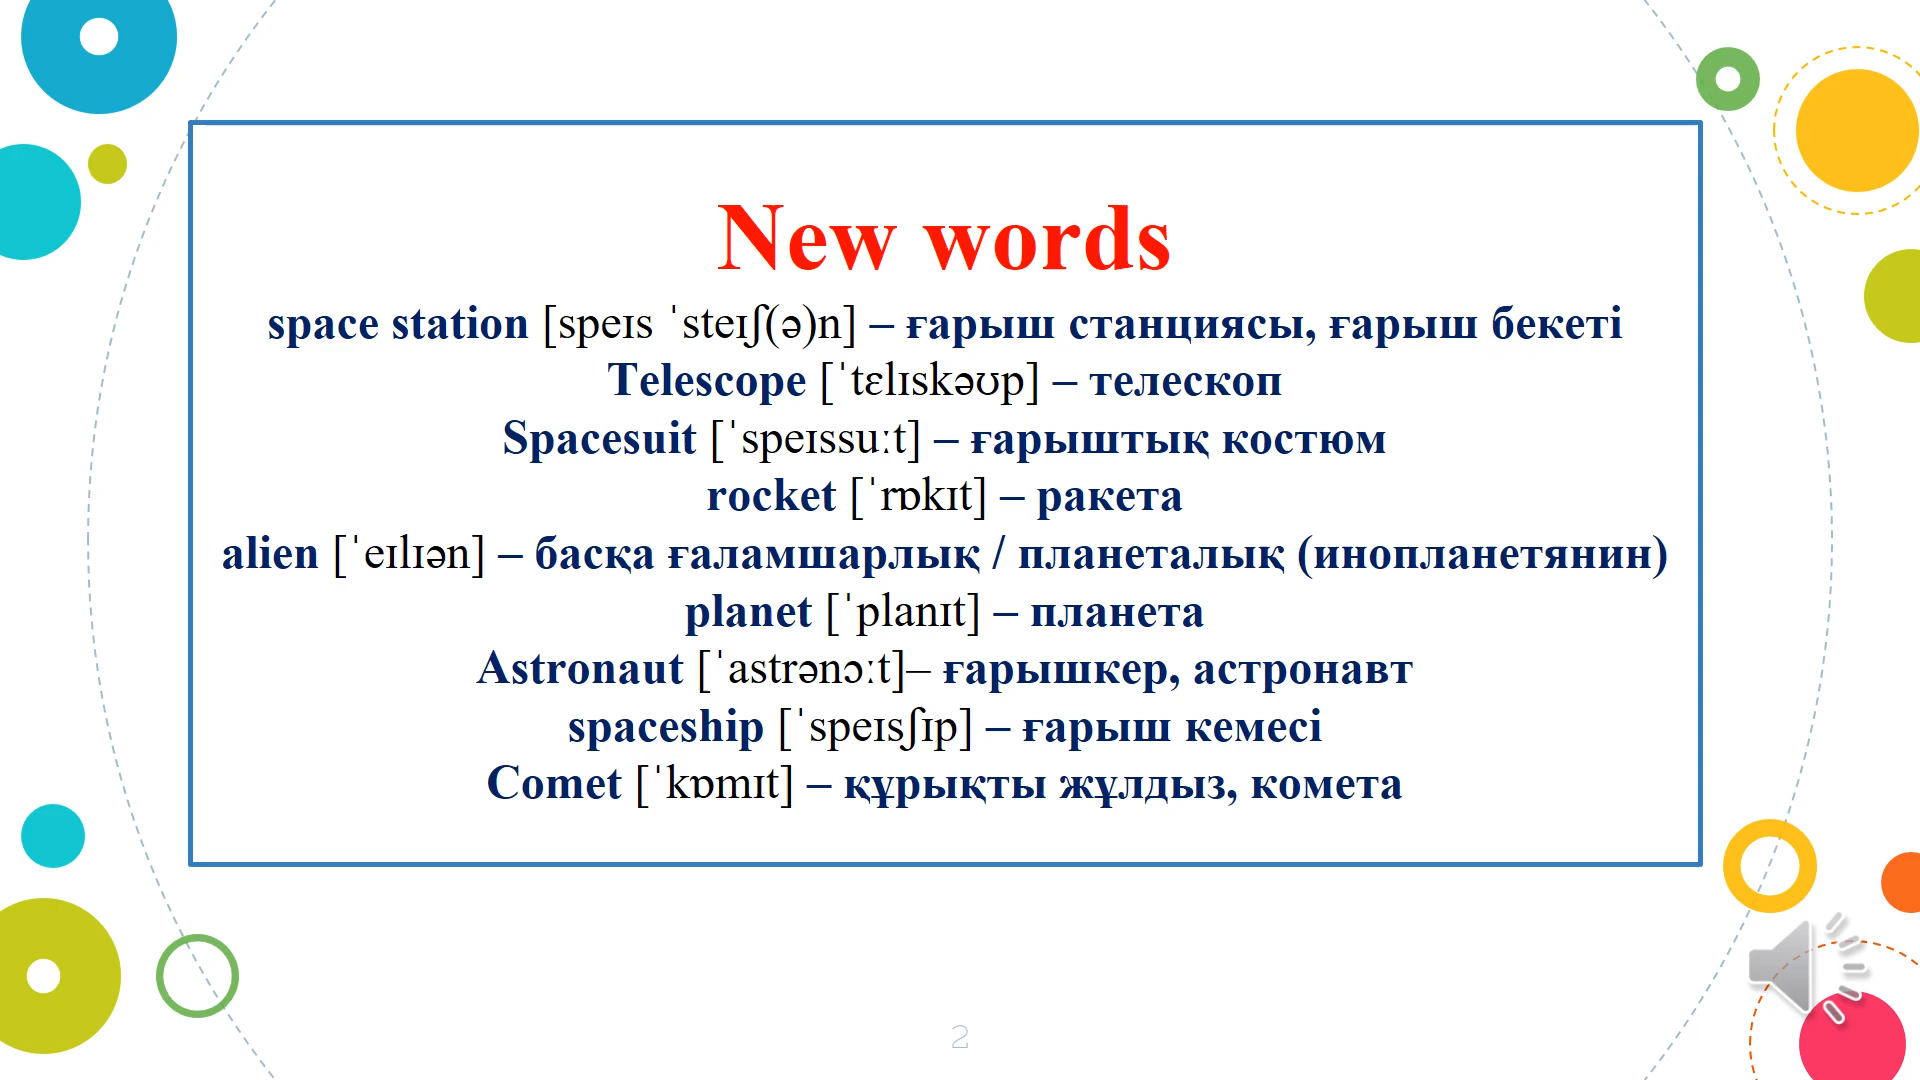 New words
space station [speɪs ˈsteɪʃ(ə)n] – ғарыш станциясы, ғарыш бекеті
Telescope [ˈtɛlɪskəʊp] – телескоп
Spacesuit [ˈspeɪssuːt] – ғарыштық костюм
rocket [ˈrɒkɪt] – ракета
alien [ˈeɪlɪən] – басқа ғаламшарлық / планеталық (инопланетянин)
planet [ˈplanɪt] – планета
Astronaut [ˈastrənɔːt]– ғарышкер, астронавт
spaceship [ˈspeɪsʃɪp] – ғарыш кемесі
Comet [ˈkɒmɪt] – құрықты жұлдыз, комета
2